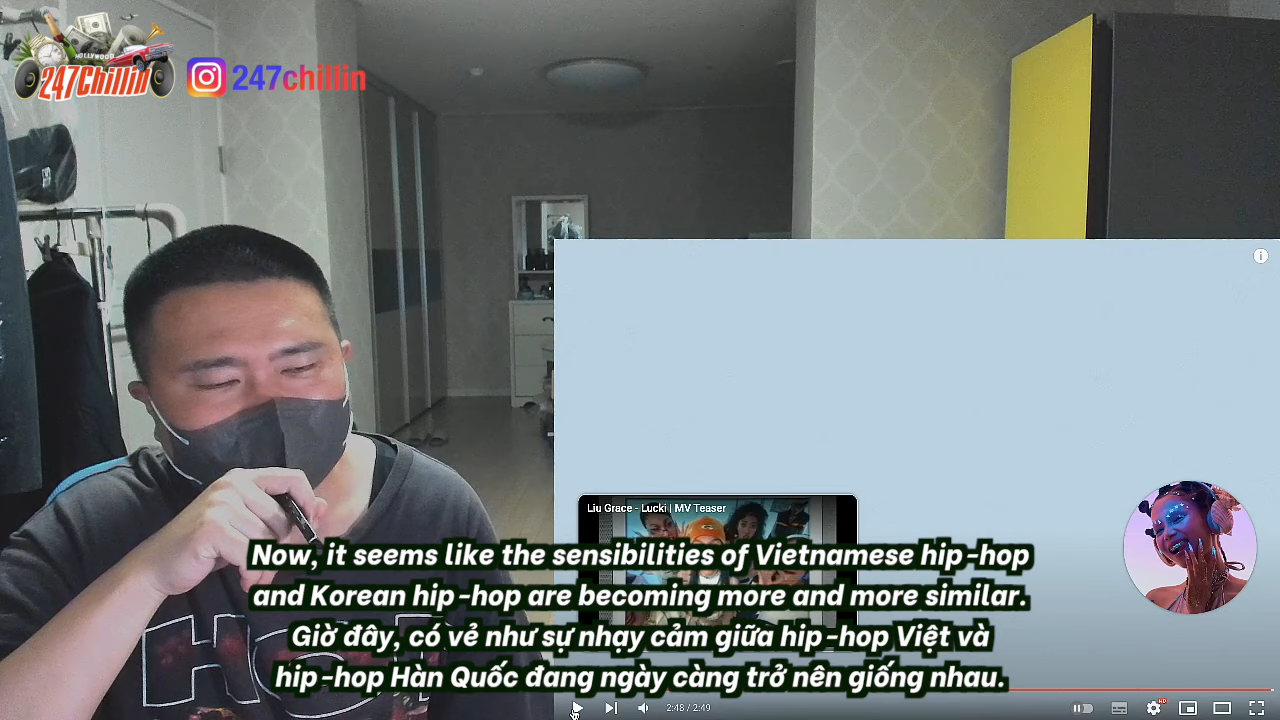 HOLLYWOOD
247Chillin
247chillin
Liu Grace - Lucki | MV Teaser
Now, it seems like the sensibilities of Vietnamese hip-hop
and Korean hip-hop are becoming more and more similar.
Giờ đây, có vẻ như sự nhạy cảm giữa hip-hop Việt và
hip-hop Hàn Quốc đang ngày càng trở nên giống nhau.
2:48 / 2:49
HD